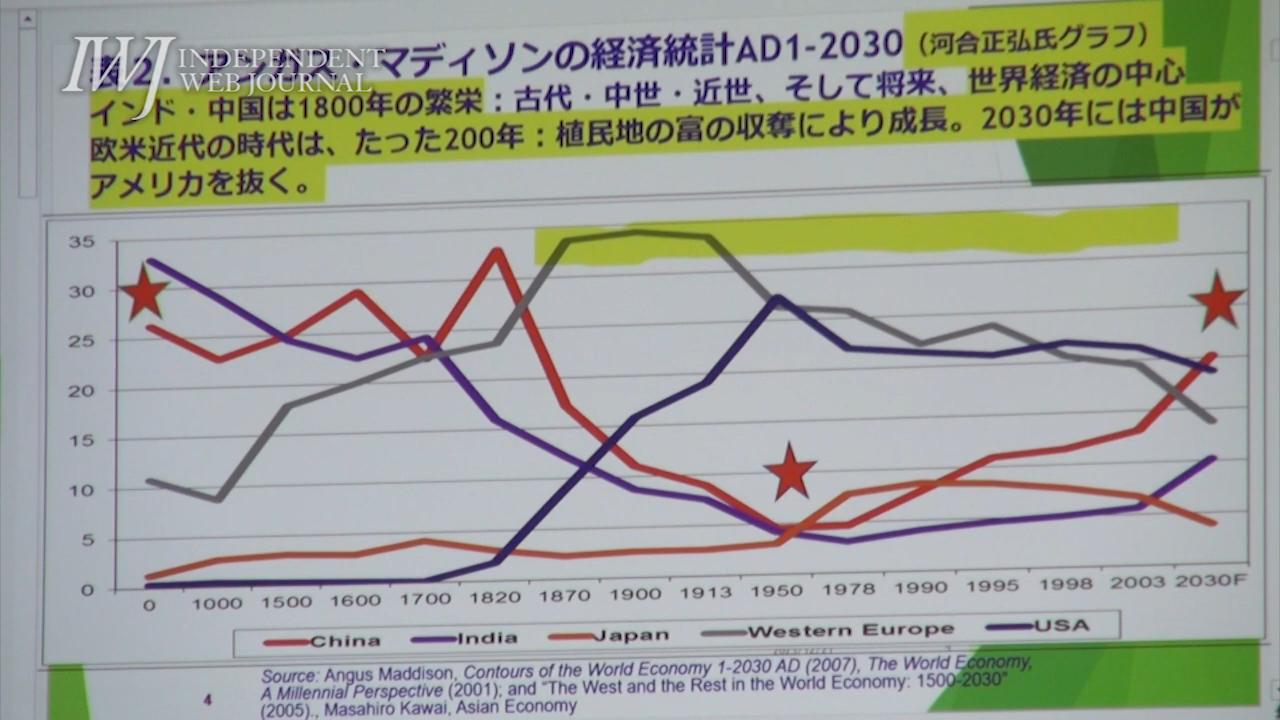 IWJ INDEPENDENT
WEB JOURNAL
マディソンの経済統計AD1-2030（河合正弘氏グラフ）
インド・中国は1800年の繁栄：古代・中世・近世、そして将来、世界経済の中心
欧米近代の時代は、たった200年：植民地の富の収奪により成長。2030年には中国が
アメリカを抜く。
35
30
25
20
15
10
5
0
0 1000 1500 1600 1700 1820 1870 1900 1913 1950 1978 1990 1995 1998 2003 2030F
China India Japan Western Europe USA
Source: Angus Maddison, Contours of the World Economy 1-2030 AD (2007), The World Economy,
A Millennial Perspective (2001); and "The West and the Rest in the World Economy: 1500-2030"
(2005)., Masahiro Kawai, Asian Economy
4